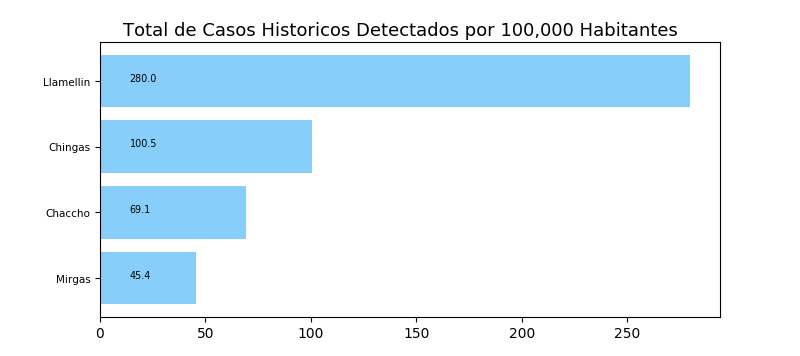 Total de Casos Historicos Detectados por 100,000 Habitantes
Llamellin 280.0
Chingas 100.5
Chaccho 69.1
Mirgas 45.4
0 50 100 150 200 250